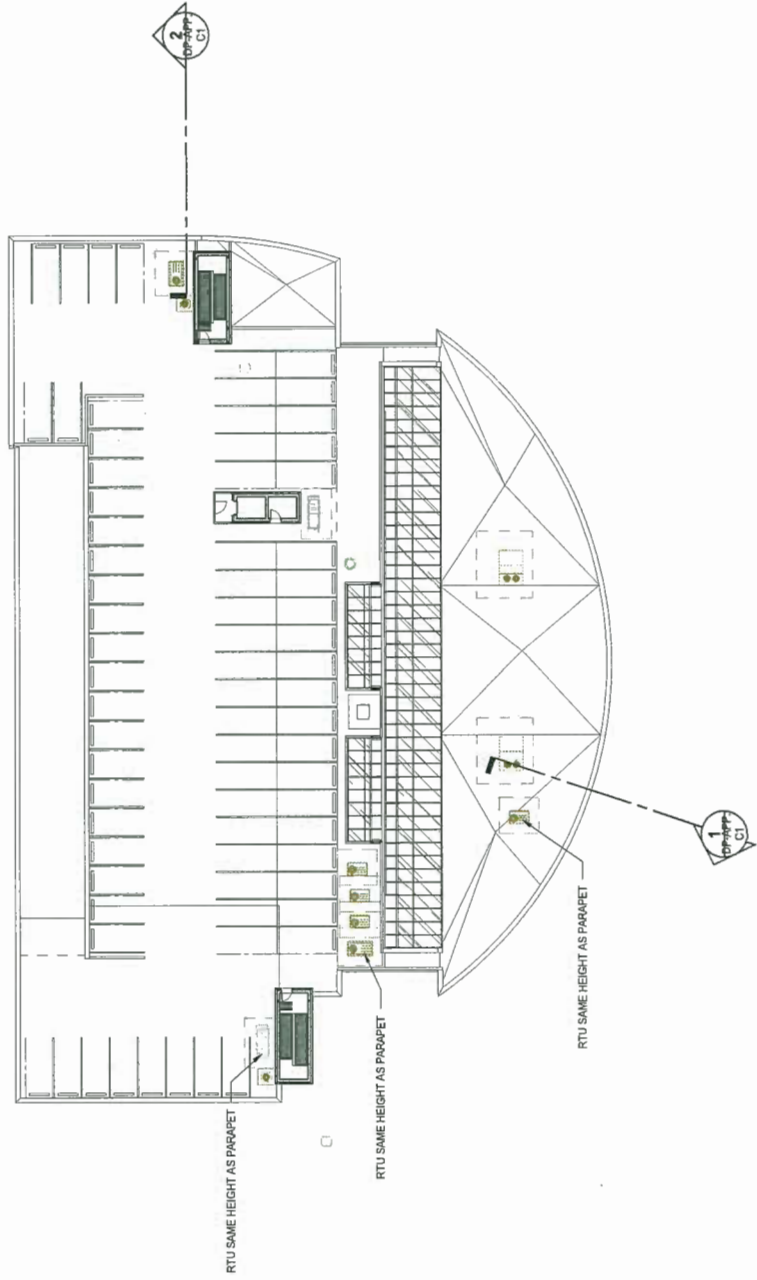 2
DP-APP-
C1
RTU SAME HEIGHT AS PARAPET
RTU SAME HEIGHT AS PARAPET
RTU SAME HEIGHT AS PARAPET
1
DP-APP-
C1